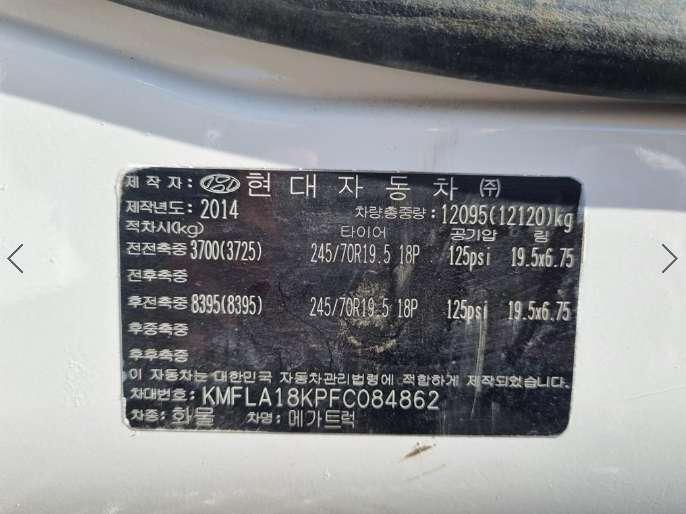 제작자: 현대자동차 ㈜
제작년도: 2014 차량총중량: 12095(12120)kg
적차시(kg) 타이어 공기압 림
전전축중 3700(3725) 245/70R19.5 18P 125psi 19.5x6.75
전후축중
후전축중 8395(8395) 245/70R19.5 18P 125psi 19.5x6.75
후중축중
후후축중
이 자동차는 대한민국 자동차관리법령에 적합하게 제작되었습니다.
차대번호: KMFLA18KPFC084862
차종: 화물 차명: 메가트럭